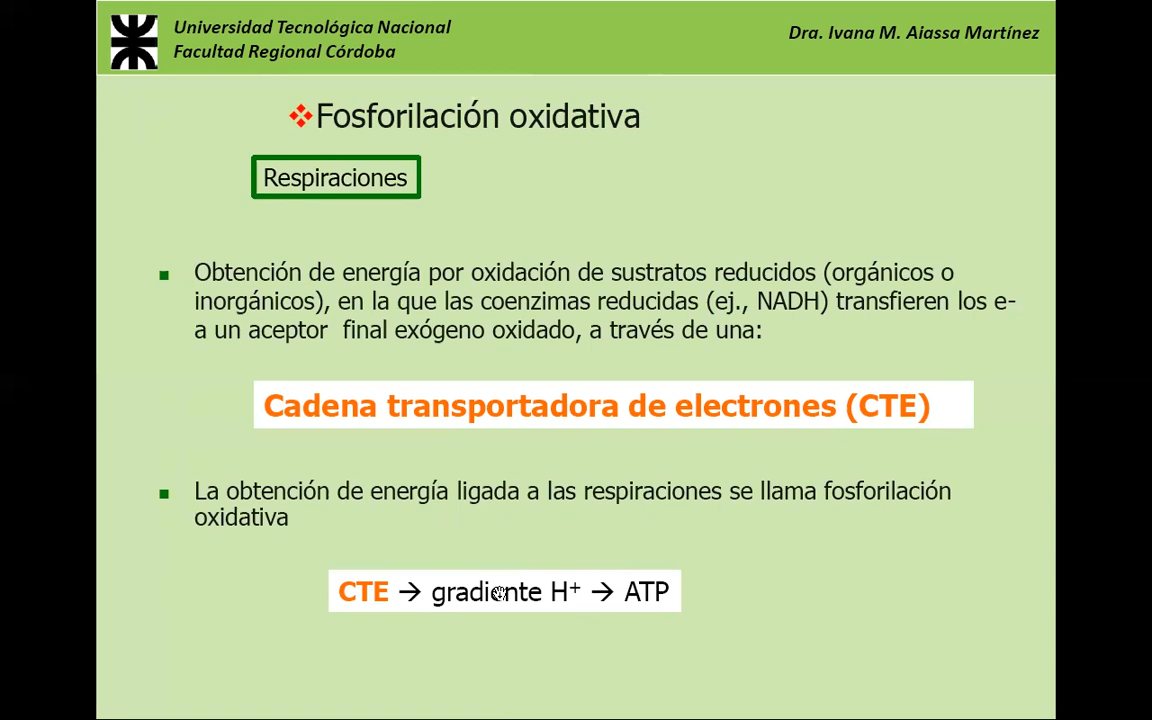 Universidad Tecnológica Nacional
Facultad Regional Córdoba
Dra. Ivana M. Aiassa Martínez
Fosforilación oxidativa
Respiraciones
Obtención de energía por oxidación de sustratos reducidos (orgánicos o
inorgánicos), en la que las coenzimas reducidas (ej., NADH) transfieren los e-
a un aceptor final exógeno oxidado, a través de una:
Cadena transportadora de electrones (CTE)
La obtención de energía ligada a las respiraciones se llama fosforilación
oxidativa
CTE → gradiente H⁺ → ATP